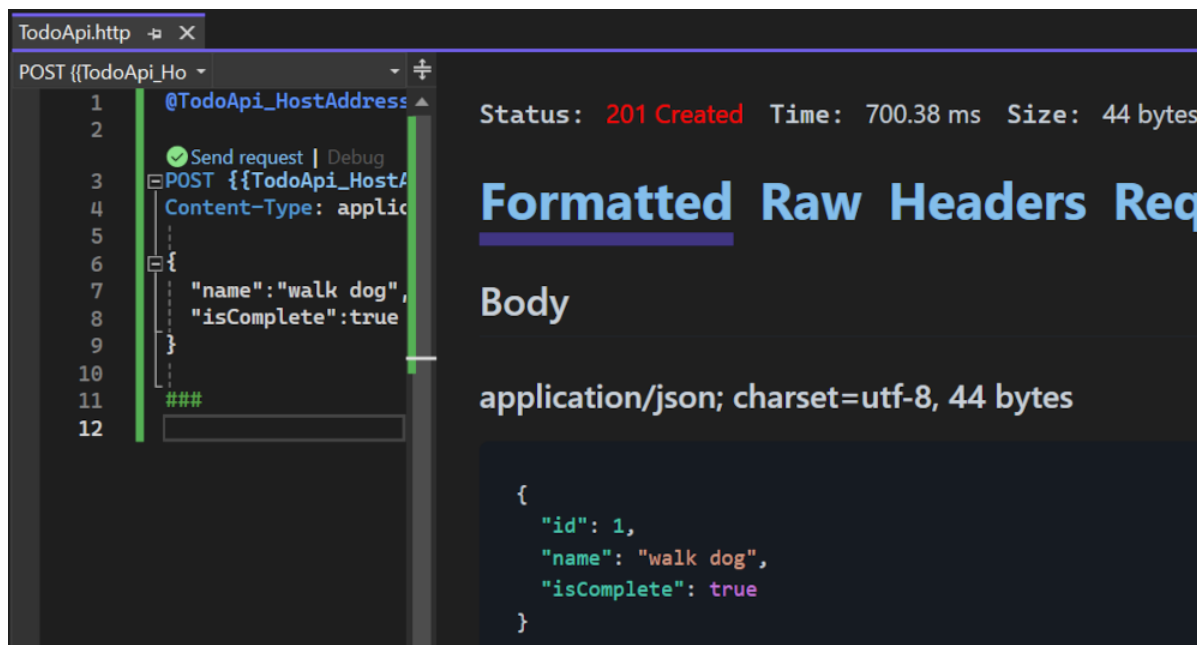 TodoApi.http
POST {{TodoApi_Ho
1 @TodoApi_HostAddress
2
Send request | Debug
3 POST {{TodoApi_HostA
4 Content-Type: applic
5
6 {
7 "name":"walk dog",
8 "isComplete":true
9 }
10
11 ###
12
Status: 201 Created Time: 700.38 ms Size: 44 bytes
Formatted Raw Headers Req
Body
application/json; charset=utf-8, 44 bytes
{
"id": 1,
"name": "walk dog",
"isComplete": true
}